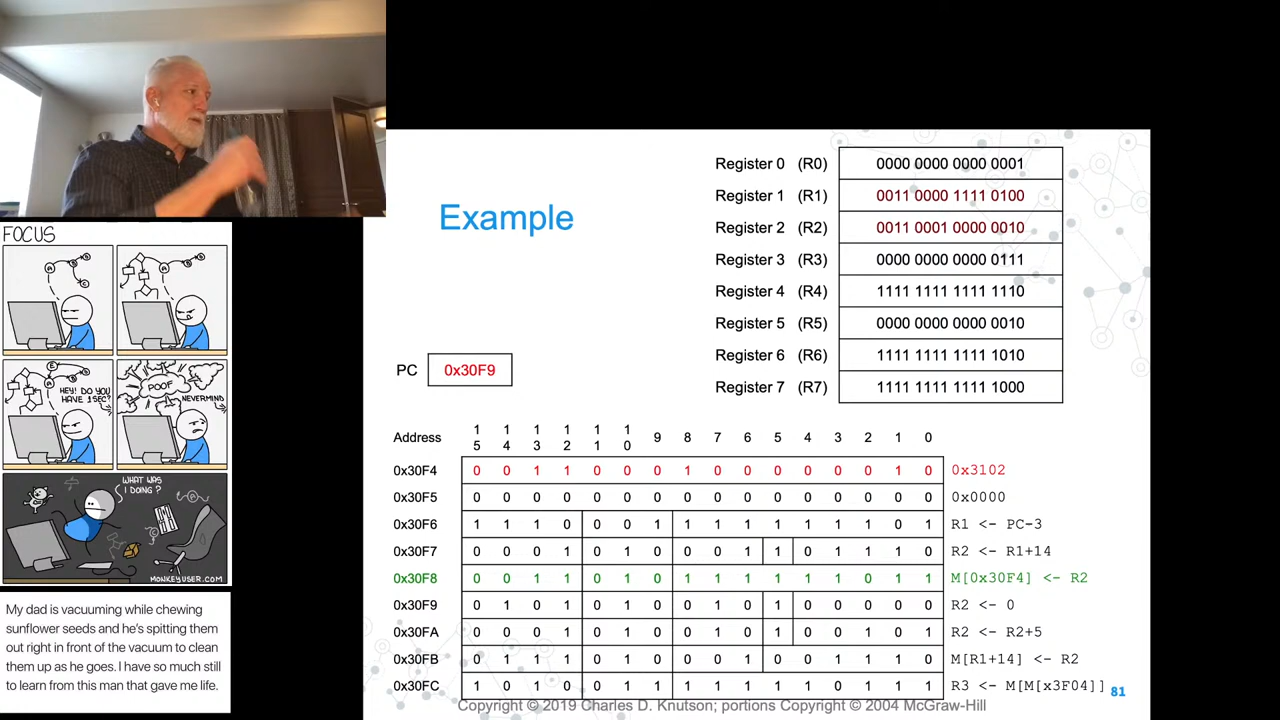 FOCUS
HEY! DO YOU
HAVE 1 SEC?
POOF
NEVERMIND
WHAT WAS
I DOING?
MONKEYUSER.COM
My dad is vacuuming while chewing
sunflower seeds and he's spitting them
out right in front of the vacuum to clean
them up as he goes. I have so much still
to learn from this man that gave me life.
Example
Register 0 (R0) 0000 0000 0000 0001
Register 1 (R1) 0011 0000 1111 0100
Register 2 (R2) 0011 0001 0000 0010
Register 3 (R3) 0000 0000 0000 0111
Register 4 (R4) 1111 1111 1111 1110
Register 5 (R5) 0000 0000 0000 0010
Register 6 (R6) 1111 1111 1111 1010
Register 7 (R7) 1111 1111 1111 1000
PC 0x30F9
Address 15 14 13 12 11 10 9 8 7 6 5 4 3 2 1 0
0x30F4 0 0 1 1 0 0 0 1 0 0 0 0 0 0 1 0 0x3102
0x30F5 0 0 0 0 0 0 0 0 0 0 0 0 0 0 0 0 0x0000
0x30F6 1 1 1 0 0 0 1 1 1 1 1 1 1 1 0 1 R1 <- PC-3
0x30F7 0 0 0 1 0 1 0 0 0 1 1 0 1 1 1 0 R2 <- R1+14
0x30F8 0 0 1 1 0 1 0 1 1 1 1 1 1 0 1 1 M[0x30F4] <- R2
0x30F9 0 1 0 1 0 1 0 0 1 0 1 0 0 0 0 0 R2 <- 0
0x30FA 0 0 0 1 0 1 0 0 1 0 1 0 0 1 0 1 R2 <- R2+5
0x30FB 0 1 1 1 0 1 0 0 0 1 0 0 1 1 1 0 M[R1+14] <- R2
0x30FC 1 0 1 0 0 1 1 1 1 1 1 1 0 1 1 1 R3 <- M[M[x3F04]]
81
Copyright © 2019 Charles D. Knutson; portions Copyright © 2004 McGraw-Hill